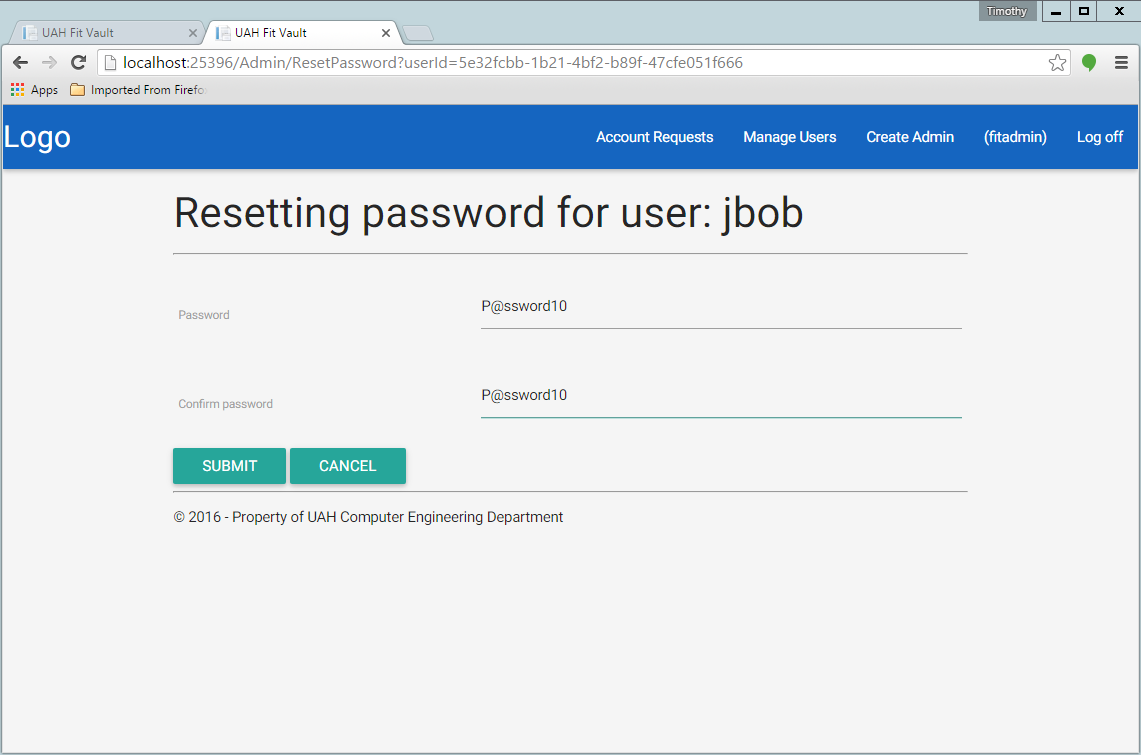 Timothy
UAH Fit Vault
UAH Fit Vault
localhost:25396/Admin/ResetPassword?userId=5e32fcbb-1b21-4bf2-b89f-47cfe051f666
Apps Imported From Firefo
Logo Account Requests Manage Users Create Admin (fitadmin) Log off
Resetting password for user: jbob
Password P@ssword10
Confirm password P@ssword10
SUBMIT CANCEL
© 2016 - Property of UAH Computer Engineering Department